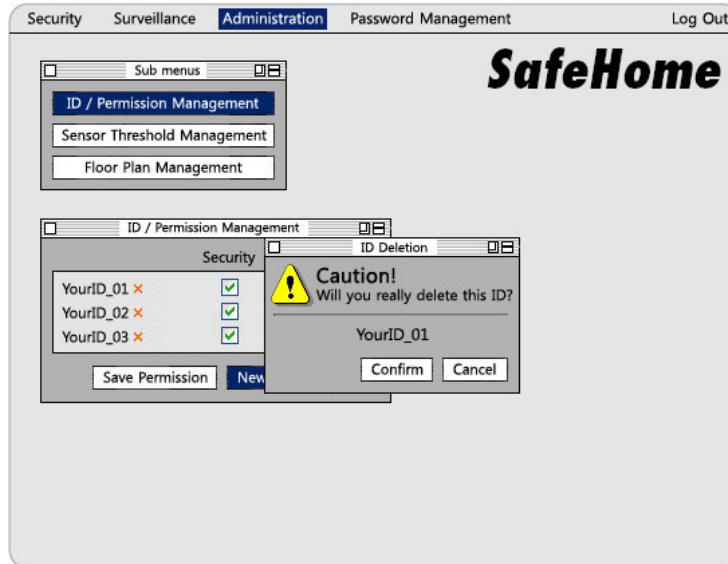 Security Surveillance Administration Password Management Log Out
SafeHome
Sub menus
ID / Permission Management
Sensor Threshold Management
Floor Plan Management
ID / Permission Management
Security
YourID_01
YourID_02
YourID_03
Save Permission New
ID Deletion
Caution!
Will you really delete this ID?
YourID_01
Confirm Cancel